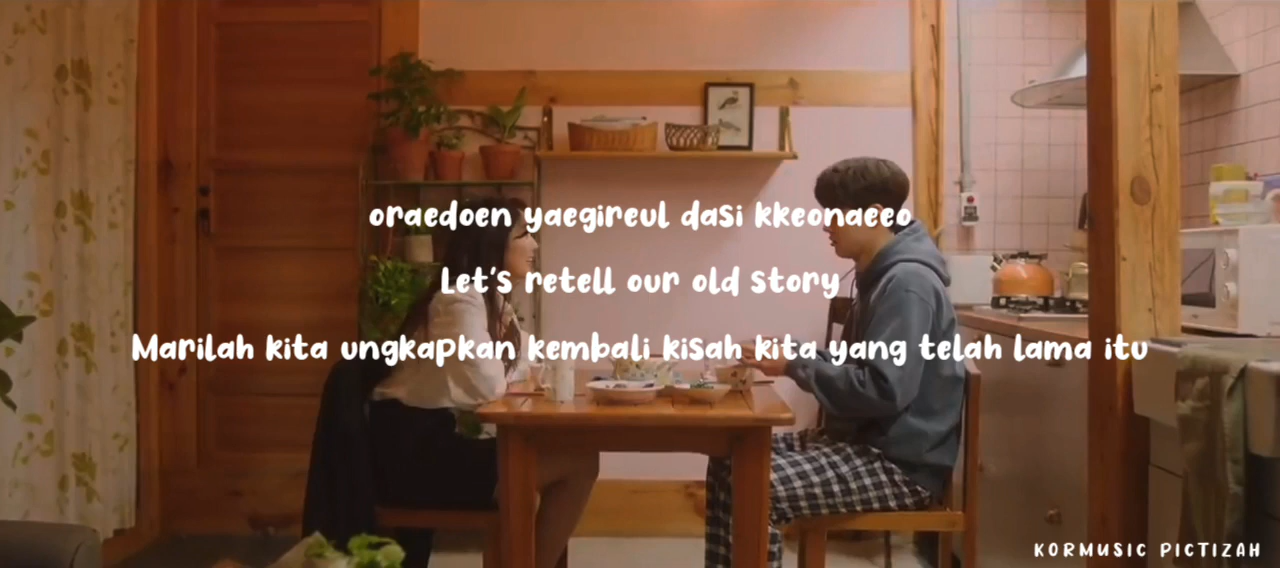 oraedoen yaegireul dasi kkeonaeeo
Let's retell our old story
Marilah kita ungkapkan kembali kisah kita yang telah lama itu
KORMUSIC PICTIZAH